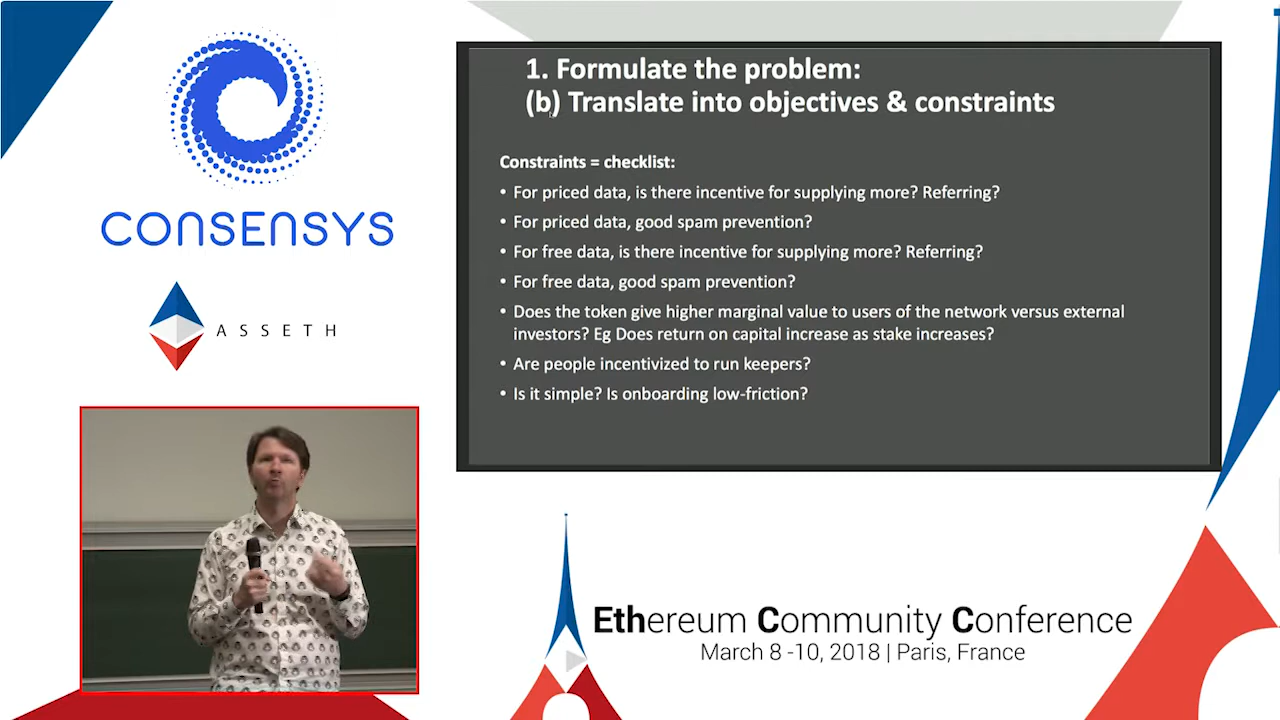 CONSENSYS
ASSETH
1. Formulate the problem:
(b) Translate into objectives & constraints
Constraints = checklist:
• For priced data, is there incentive for supplying more? Referring?
• For priced data, good spam prevention?
• For free data, is there incentive for supplying more? Referring?
• For free data, good spam prevention?
• Does the token give higher marginal value to users of the network versus external
investors? Eg Does return on capital increase as stake increases?
• Are people incentivized to run keepers?
• Is it simple? Is onboarding low-friction?
Ethereum Community Conference
March 8 -10, 2018 | Paris, France